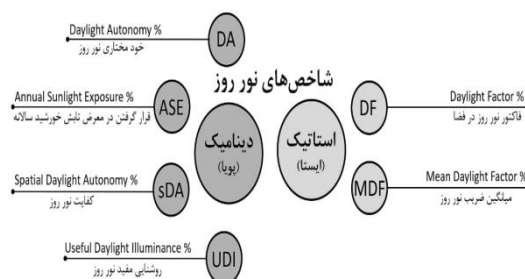 شاخص‌های نور روز
Daylight Autonomy %
خود مختاری نور روز
DA
Annual Sunlight Exposure %
قرار گرفتن در معرض تابش خورشید سالانه
ASE
Spatial Daylight Autonomy %
کفایت نور روز
sDA
Useful Daylight Illuminance %
روشنایی مفید نور روز
UDI
دینامیک
(پویا)
استاتیک
(ایستا)
DF
Daylight Factor %
فاکتور نور روز در فضا
MDF
Mean Daylight Factor %
میانگین ضریب نور روز